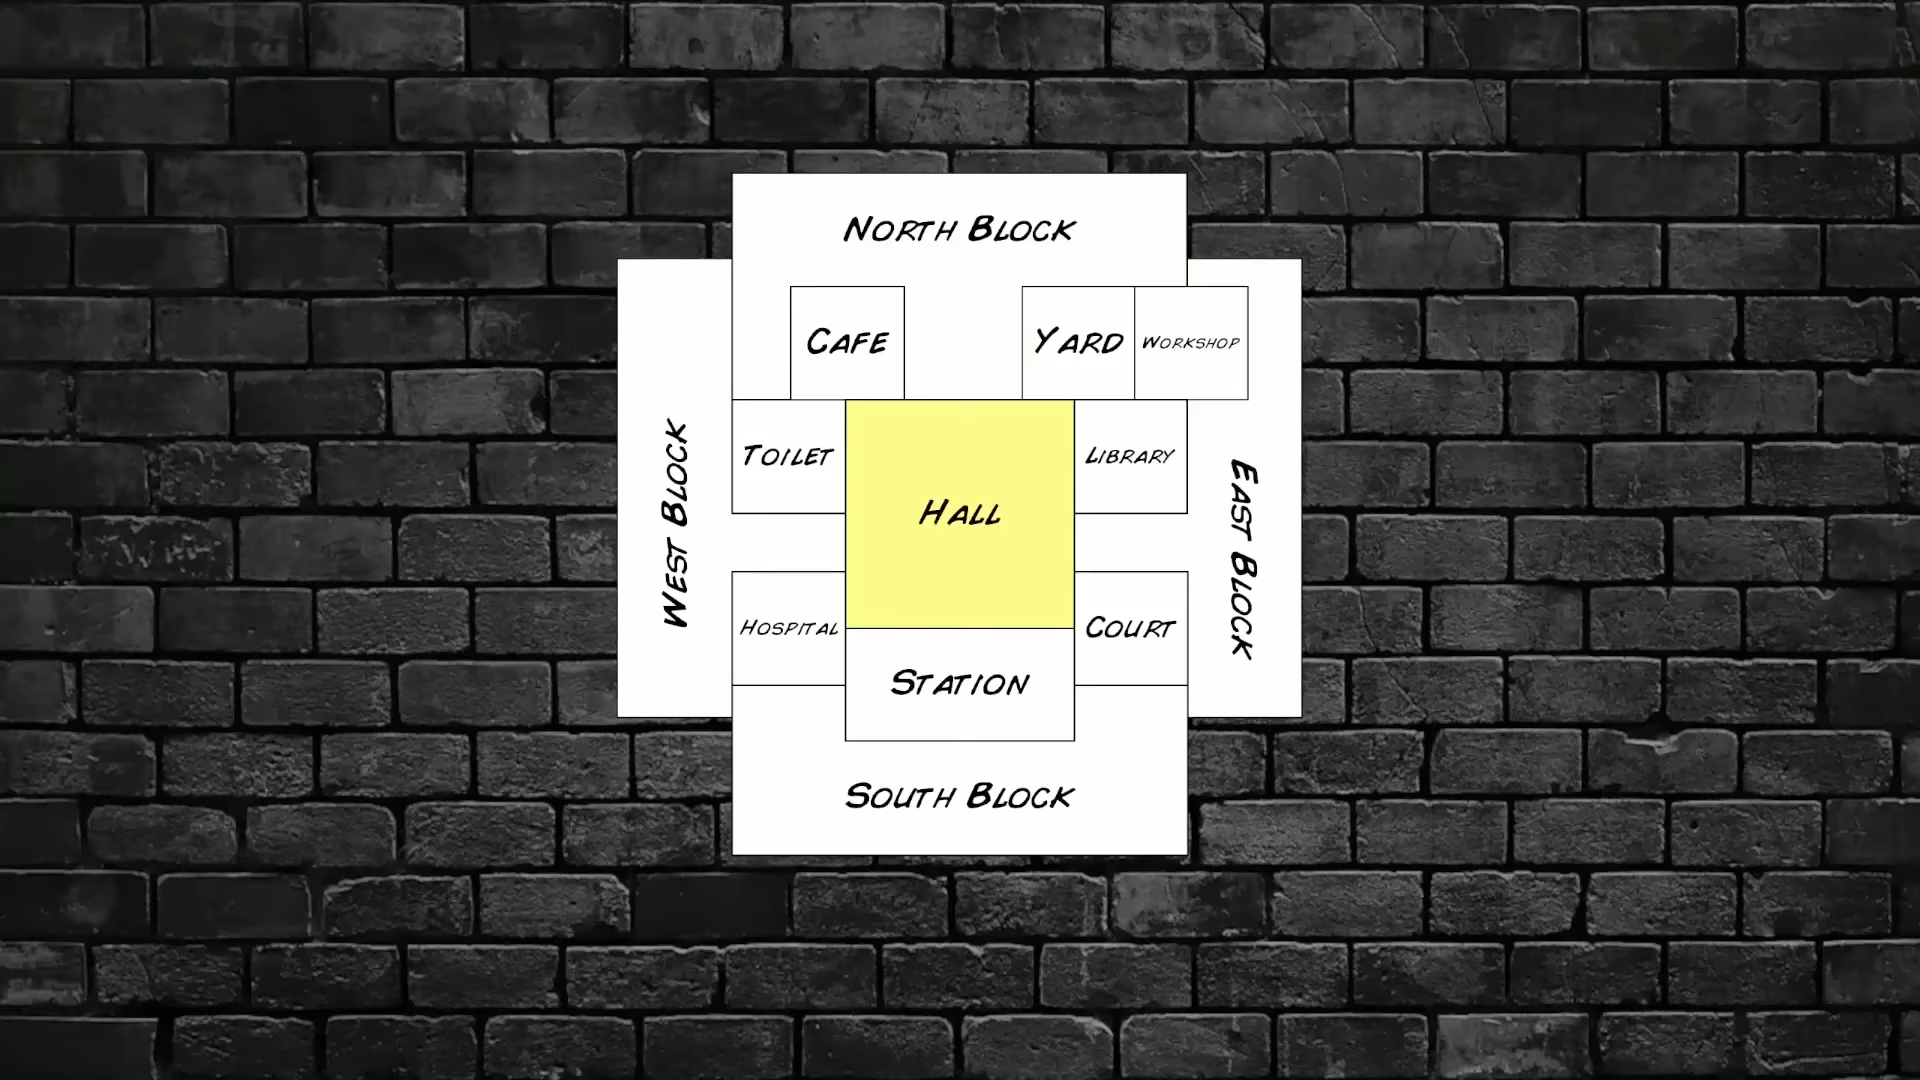 North Block
Cafe
Yard
Workshop
Toilet
Library
Hall
West Block
East Block
Hospital
Court
Station
South Block